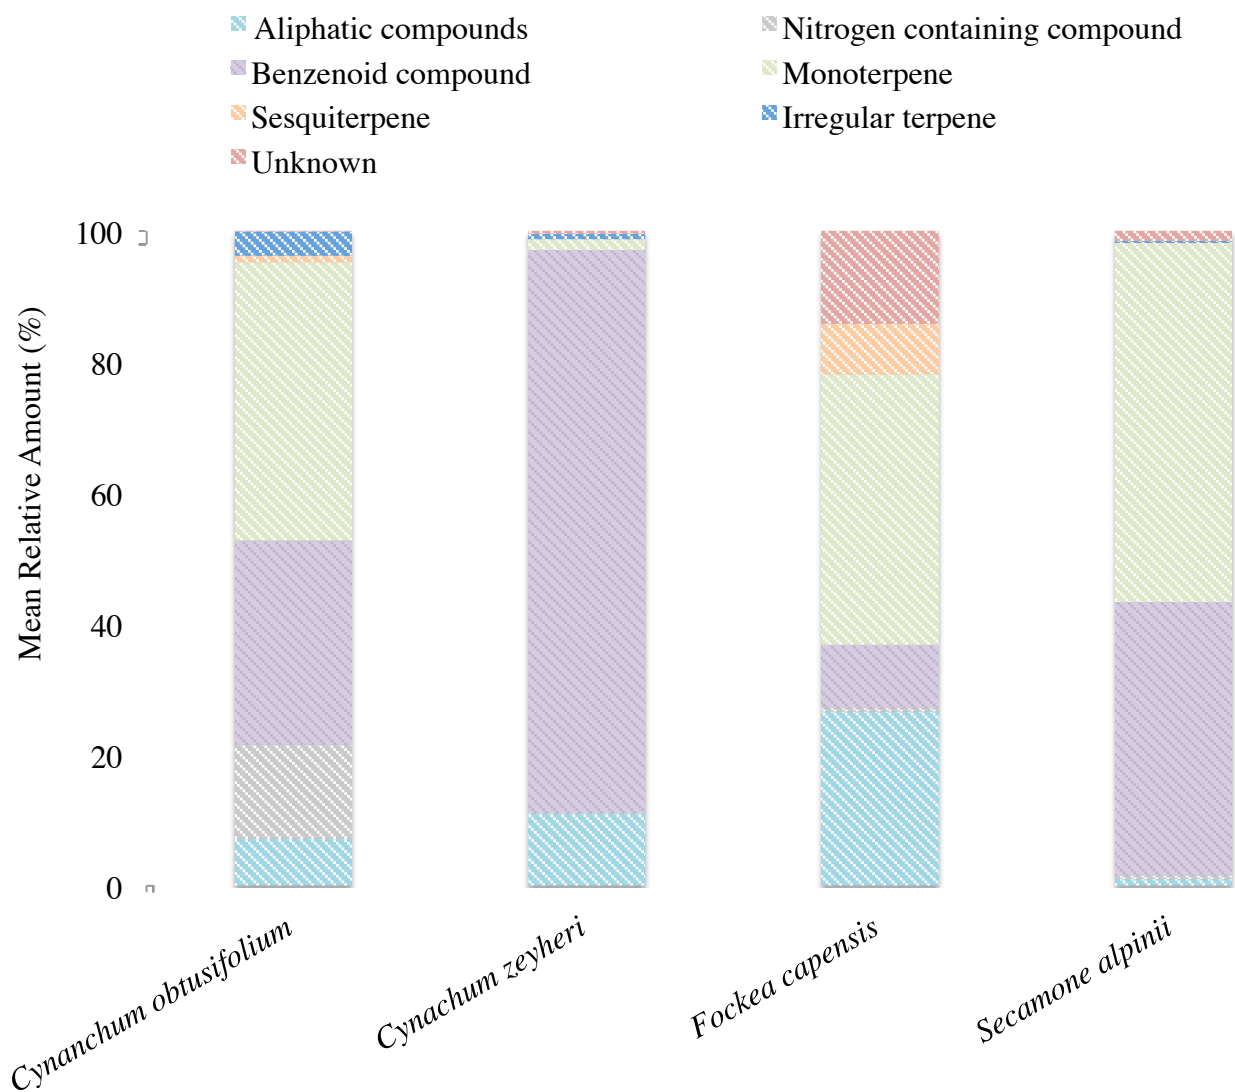 Aliphatic compounds
Nitrogen containing compound
Benzenoid compound
Monoterpene
Sesquiterpene
Irregular terpene
Unknown
Mean Relative Amount (%)
100
80
60
40
20
0
Cynanchum obtusifolium
Cynachum zeyheri
Fockea capensis
Secamone alpinii